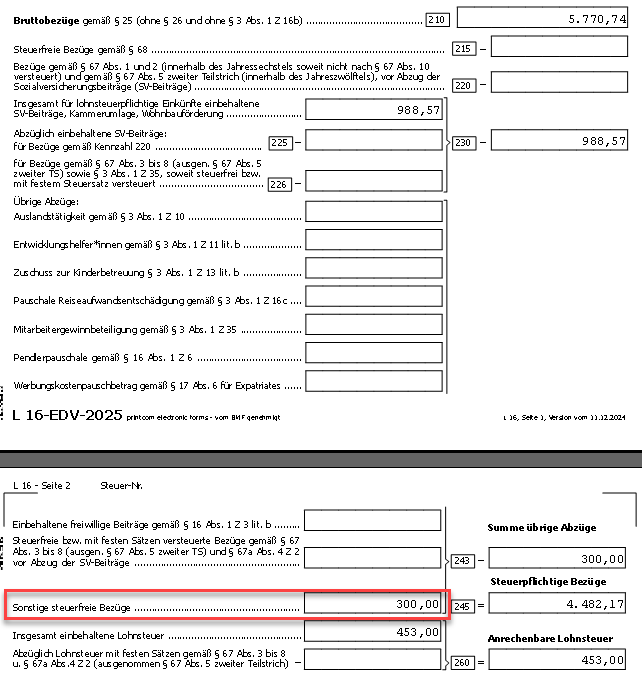 Bruttobezüge gemäß § 25 (ohne § 26 und ohne § 3 Abs. 1 Z 16b) 210 5.770,74
Steuerfreie Bezüge gemäß § 68 215 –
Bezüge gemäß § 67 Abs. 1 und 2 (innerhalb des Jahressechstels soweit nicht nach § 67 Abs. 10
versteuert) und gemäß § 67 Abs. 5 zweiter Teilstrich (innerhalb des Jahreszwölftels), vor Abzug der
Sozialversicherungsbeiträge (SV-Beiträge) 220 –
Insgesamt für lohnsteuerpflichtige Einkünfte einbehaltene
SV-Beiträge, Kammerumlage, Wohnbauförderung 988,57
Abzüglich einbehaltene SV-Beiträge:
für Bezüge gemäß Kennzahl 220 225 – 230 – 988,57
für Bezüge gemäß § 67 Abs. 3 bis 8 (ausgen. § 67 Abs. 5
zweiter TS) sowie § 3 Abs. 1 Z 35, soweit steuerfrei bzw.
mit festem Steuersatz versteuert 226 –
Übrige Abzüge:
Auslandstätigkeit gemäß § 3 Abs. 1 Z 10
Entwicklungshelfer*innen gemäß § 3 Abs. 1 Z 11 lit. b
Zuschuss zur Kinderbetreuung § 3 Abs. 1 Z 13 lit. b
Pauschale Reiseaufwandsentschädigung gemäß § 3 Abs. 1 Z 16c
Mitarbeitergewinnbeteiligung gemäß § 3 Abs. 1 Z 35
Pendlerpauschale gemäß § 16 Abs. 1 Z 6
Werbungskostenpauschbetrag gemäß § 17 Abs. 6 für Expatriates
L 16-EDV-2025 printcom electronic forms - vom BMF genehmigt L 16, Seite 1, Version vom 11.12.2024
L 16 - Seite 2 Steuer-Nr.
Einbehaltene freiwillige Beiträge gemäß § 16 Abs. 1 Z 3 lit. b
Summe übrige Abzüge
Steuerfreie bzw. mit festen Sätzen versteuerte Bezüge gemäß § 67
Abs. 3 bis 8 (ausgen. § 67 Abs. 5 zweiter TS) und § 67a Abs. 4 Z 2
vor Abzug der SV-Beiträge 243 – 300,00
Steuerpflichtige Bezüge
Sonstige steuerfreie Bezüge 300,00 245 = 4.482,17
Insgesamt einbehaltene Lohnsteuer 453,00
Anrechenbare Lohnsteuer
Abzüglich Lohnsteuer mit festen Sätzen gemäß § 67 Abs. 3 bis 8
u. § 67a Abs.4 Z 2 (ausgenommen § 67 Abs. 5 zweiter Teilstrich) – 260 = 453,00